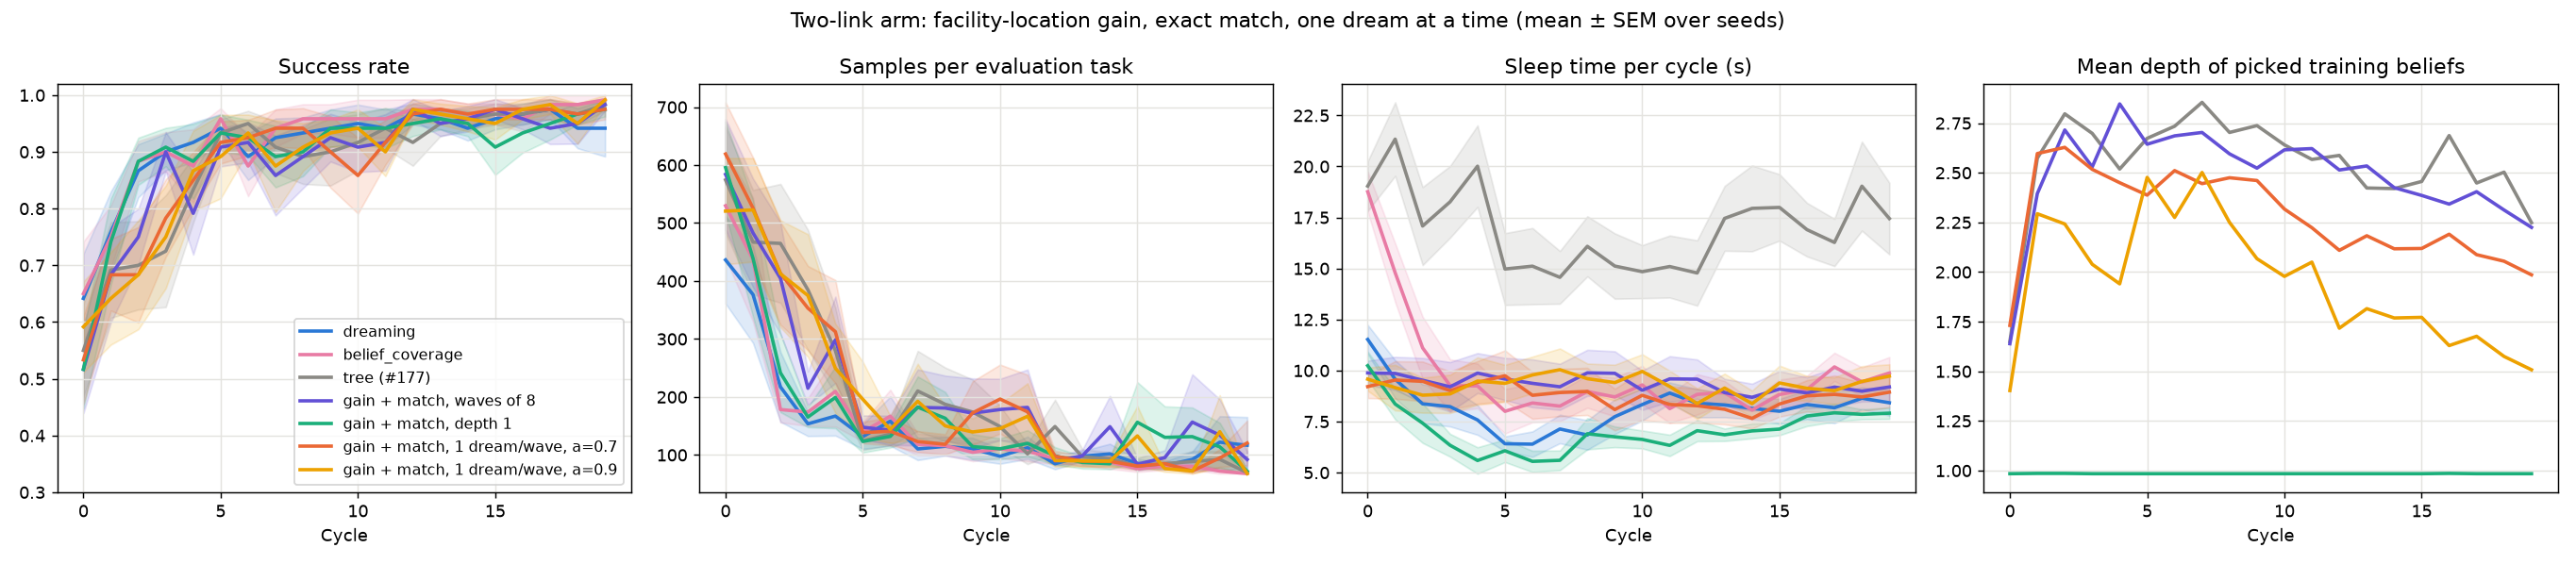 Two-link arm: facility-location gain, exact match, one dream at a time (mean ± SEM over seeds)
Success rate
1.0
0.9
0.8
0.7
0.6
0.5
0.4
0.3
0
5
10
15
Cycle
dreaming
belief_coverage
tree (#177)
gain + match, waves of 8
gain + match, depth 1
gain + match, 1 dream/wave, a=0.7
gain + match, 1 dream/wave, a=0.9
Samples per evaluation task
700
600
500
400
300
200
100
0
5
10
15
Cycle
Sleep time per cycle (s)
22.5
20.0
17.5
15.0
12.5
10.0
7.5
5.0
0
5
10
15
Cycle
Mean depth of picked training beliefs
2.75
2.50
2.25
2.00
1.75
1.50
1.25
1.00
0
5
10
15
Cycle